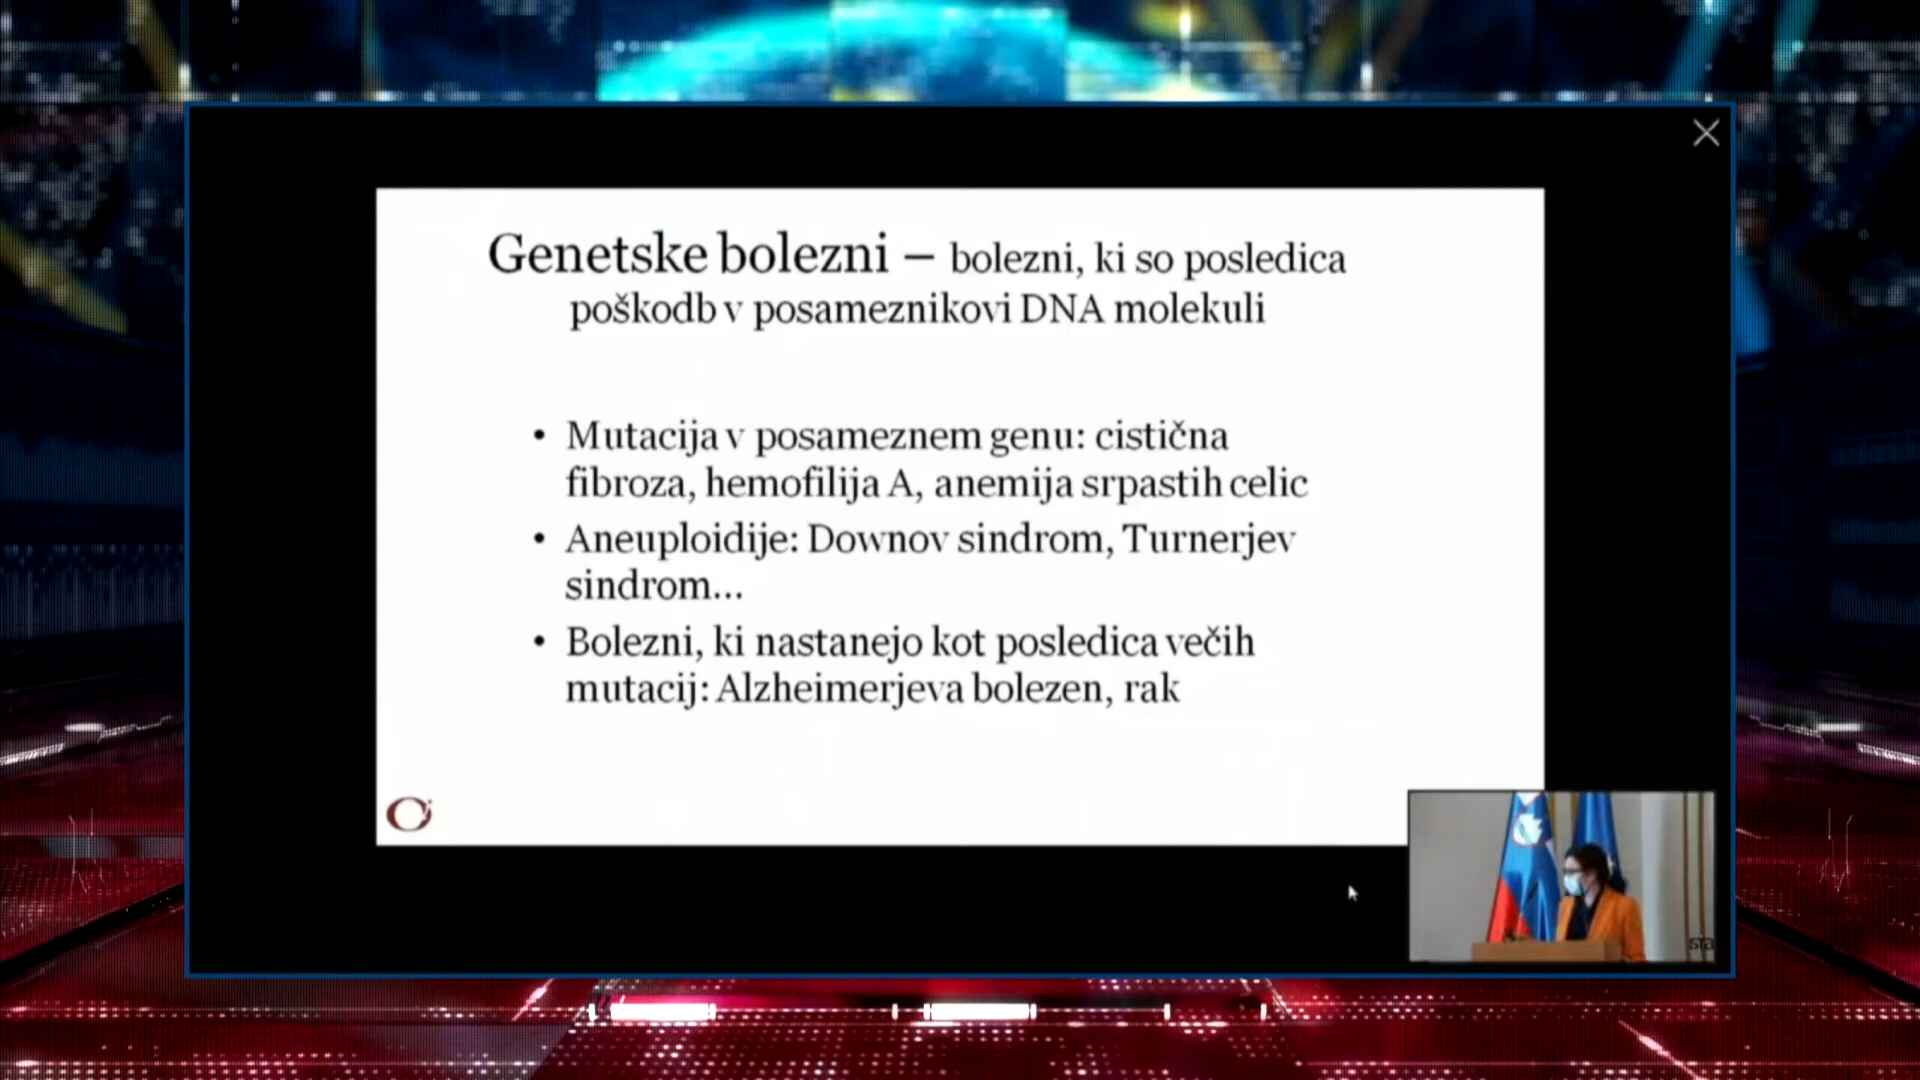 Genetske bolezni – bolezni, ki so posledica
poškodb v posameznikovi DNA molekuli
• Mutacija v posameznem genu: cistična
fibroza, hemofilija A, anemija srpastih celic
• Aneuploidije: Downov sindrom, Turnerjev
sindrom...
• Bolezni, ki nastanejo kot posledica večih
mutacij: Alzheimerjeva bolezen, rak
sta